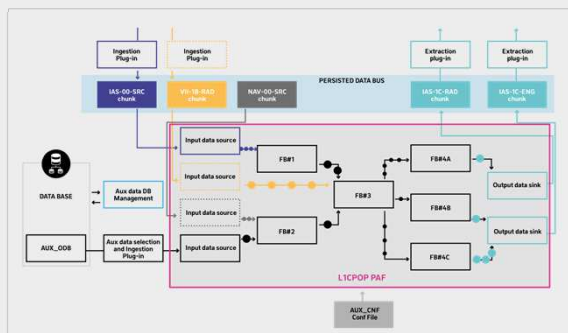 Ingestion
Plug-in
Ingestion
Plug-in
Extraction
plug-in
Extraction
plug-in
PERSISTED DATA BUS
IAS-00-SRC
chunk
VII-1B-RAD
chunk
NAV-00-SRC
chunk
IAS-1C-RAD
chunk
IAS-1C-ENG
chunk
Input data source
FB#1
FB#4A
Input data source
Output data sink
DATA BASE
Aux data DB
Management
FB#3
FB#4B
Input data source
FB#2
Output data sink
AUX_ODB
Aux data selection
and Ingestion
Plug-in
Input data source
FB#4C
L1CPOP PAF
AUX_CNF
Conf File